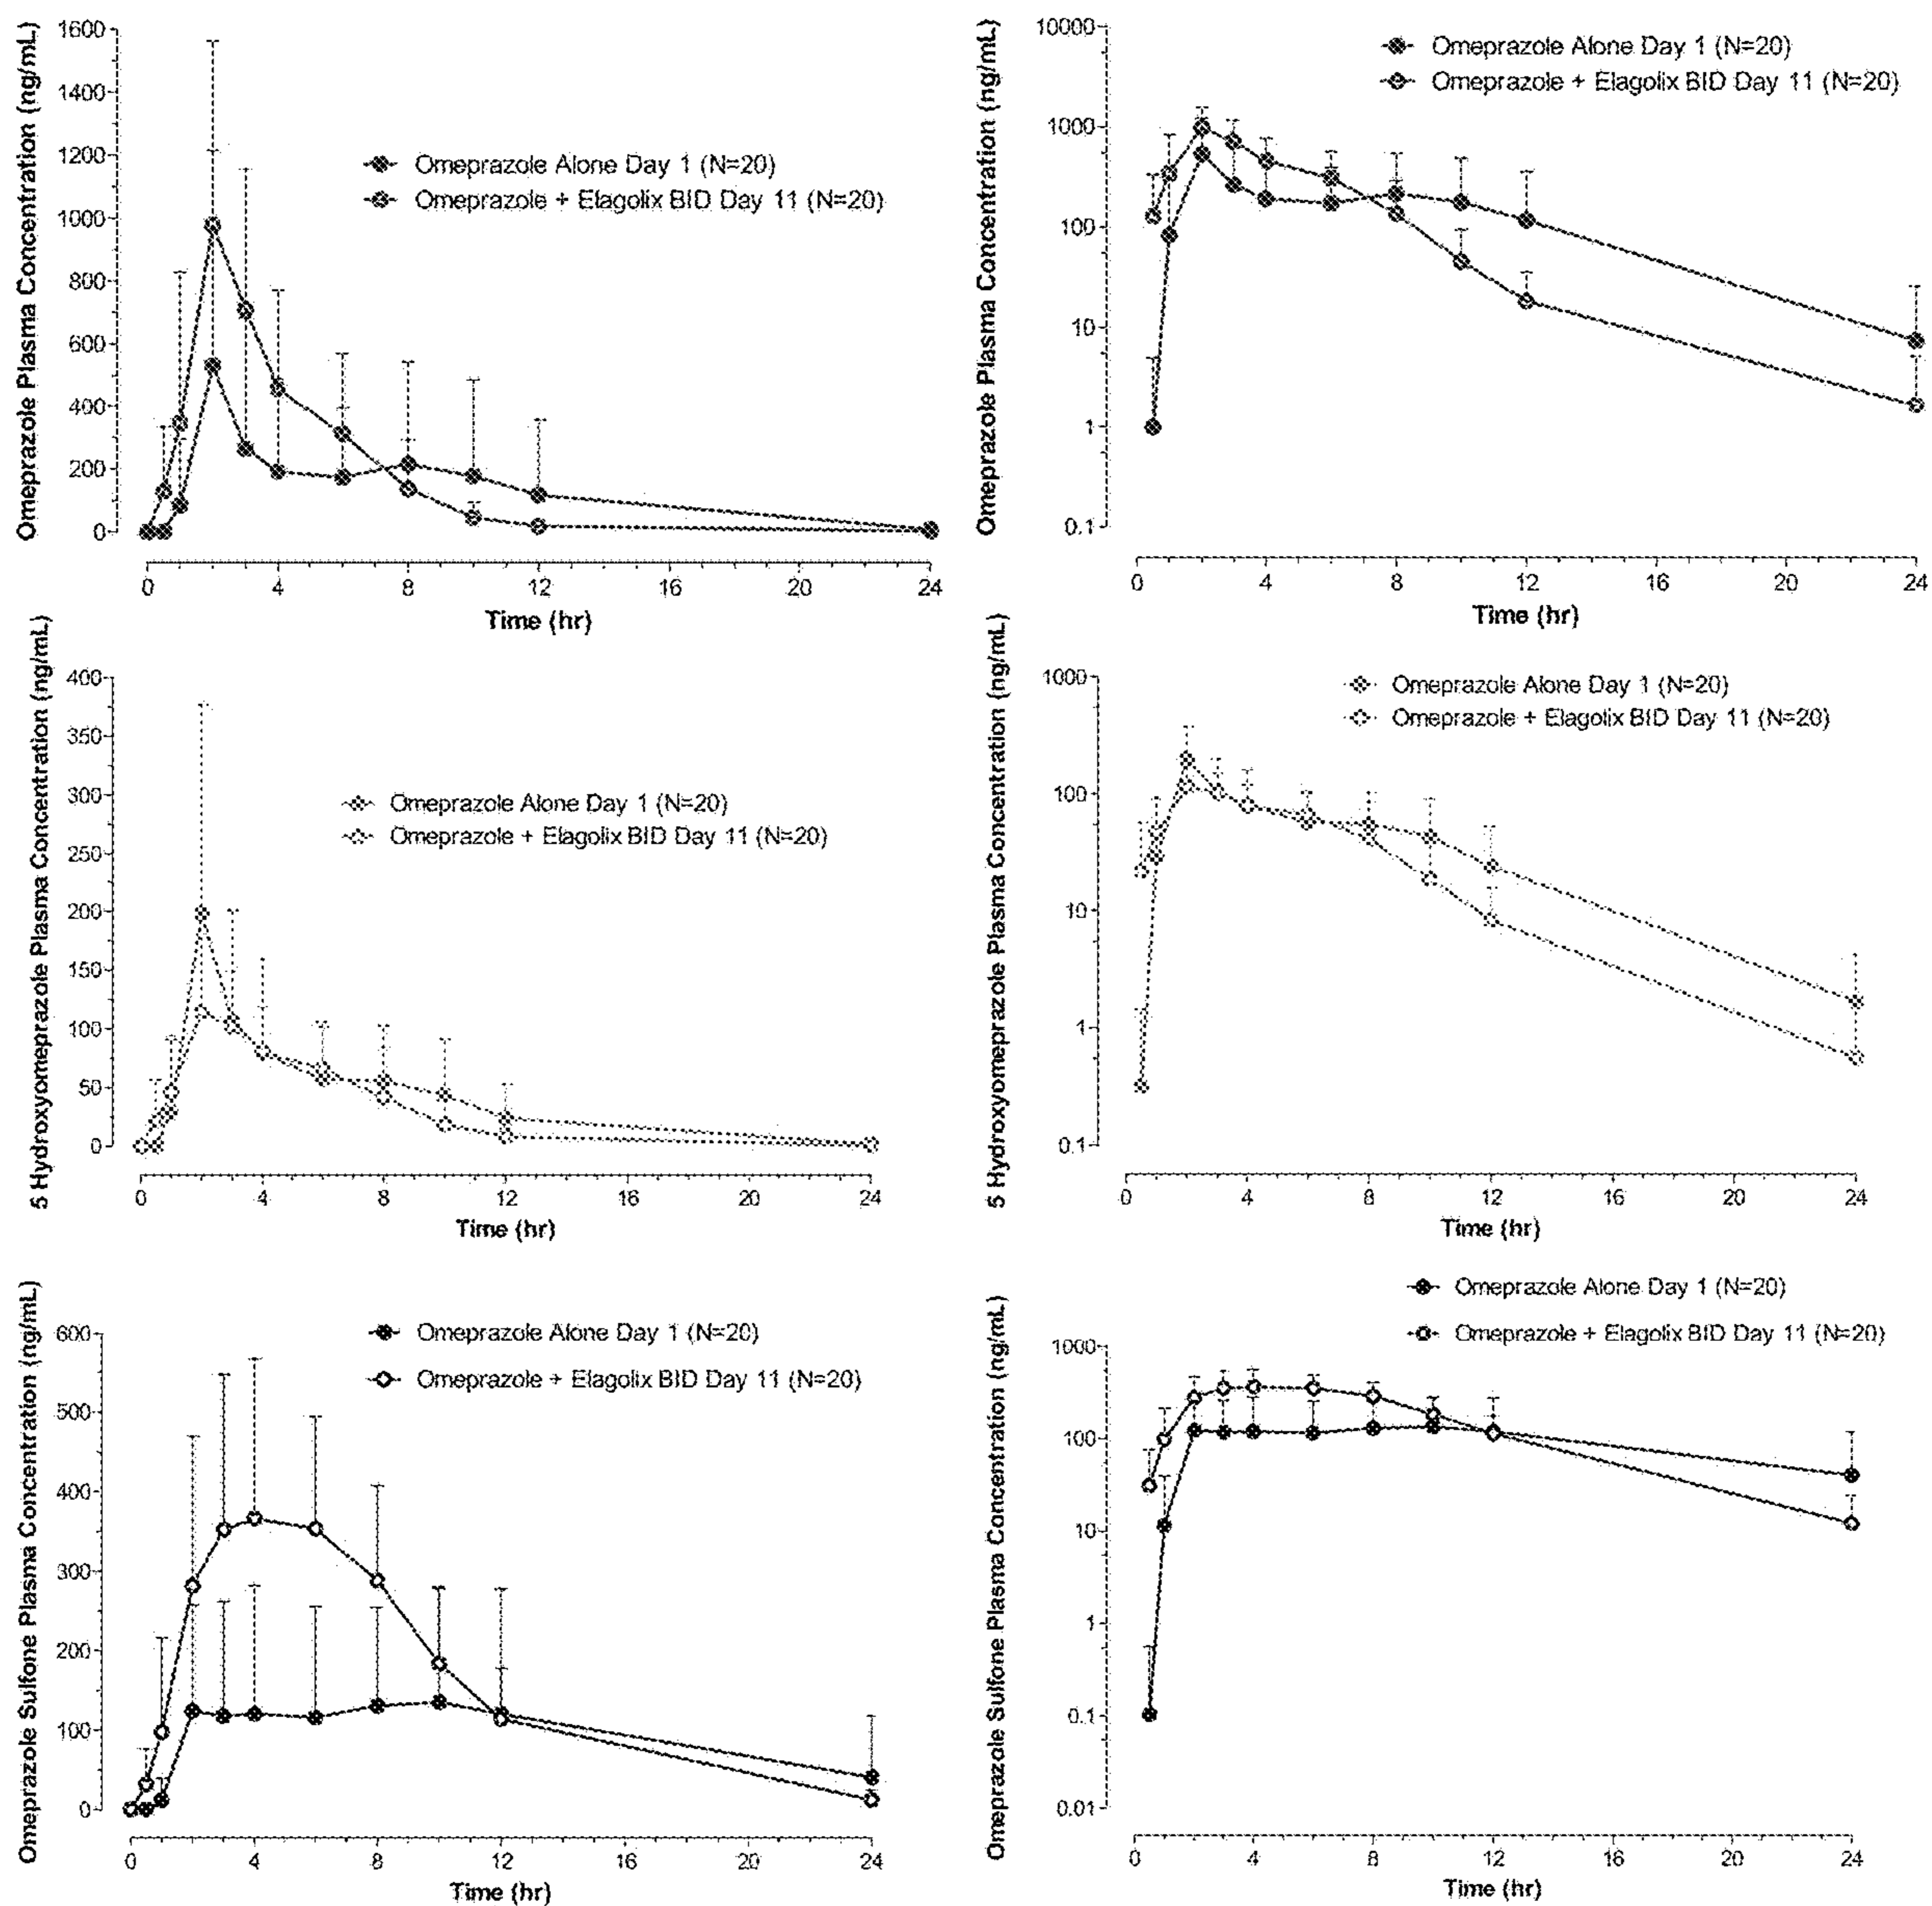 Omeprazole Plasma Concentration (ng/mL)
1600
1400
1200
1000
800
600
400
200
0
Omeprazole Alone Day 1 (N=20)
Omeprazole + Elagolix BID Day 11 (N=20)
0 4 8 12 16 20 24
Time (hr)
Omeprazole Plasma Concentration (ng/mL)
10000
1000
100
10
1
0.1
Omeprazole Alone Day 1 (N=20)
Omeprazole + Elagolix BID Day 11 (N=20)
0 4 8 12 16 20 24
Time (hr)
5 Hydroxyomeprazole Plasma Concentration (ng/mL)
400
350
300
250
200
150
100
50
0
Omeprazole Alone Day 1 (N=20)
Omeprazole + Elagolix BID Day 11 (N=20)
0 4 8 12 16 20 24
Time (hr)
5 Hydroxyomeprazole Plasma Concentration (ng/mL)
1000
100
10
1
0.1
Omeprazole Alone Day 1 (N=20)
Omeprazole + Elagolix BID Day 11 (N=20)
0 4 8 12 16 20 24
Time (hr)
Omeprazole Sulfone Plasma Concentration (ng/mL)
600
500
400
300
200
100
0
Omeprazole Alone Day 1 (N=20)
Omeprazole + Elagolix BID Day 11 (N=20)
0 4 8 12 16 20 24
Time (hr)
Omeprazole Sulfone Plasma Concentration (ng/mL)
1000
100
10
1
0.1
0.01
Omeprazole Alone Day 1 (N=20)
Omeprazole + Elagolix BID Day 11 (N=20)
0 4 8 12 16 20 24
Time (hr)